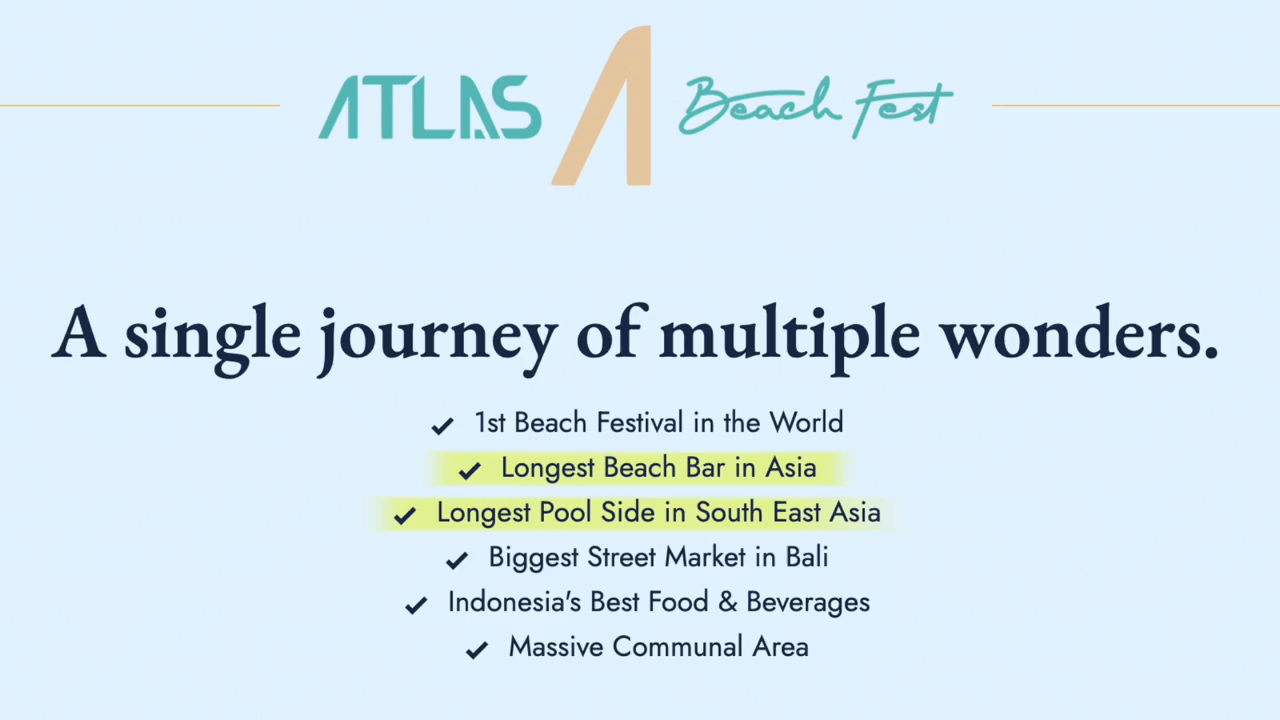 ATLAS Beach Fest
A single journey of multiple wonders.
1st Beach Festival in the World
Longest Beach Bar in Asia
Longest Pool Side in South East Asia
Biggest Street Market in Bali
Indonesia's Best Food & Beverages
Massive Communal Area